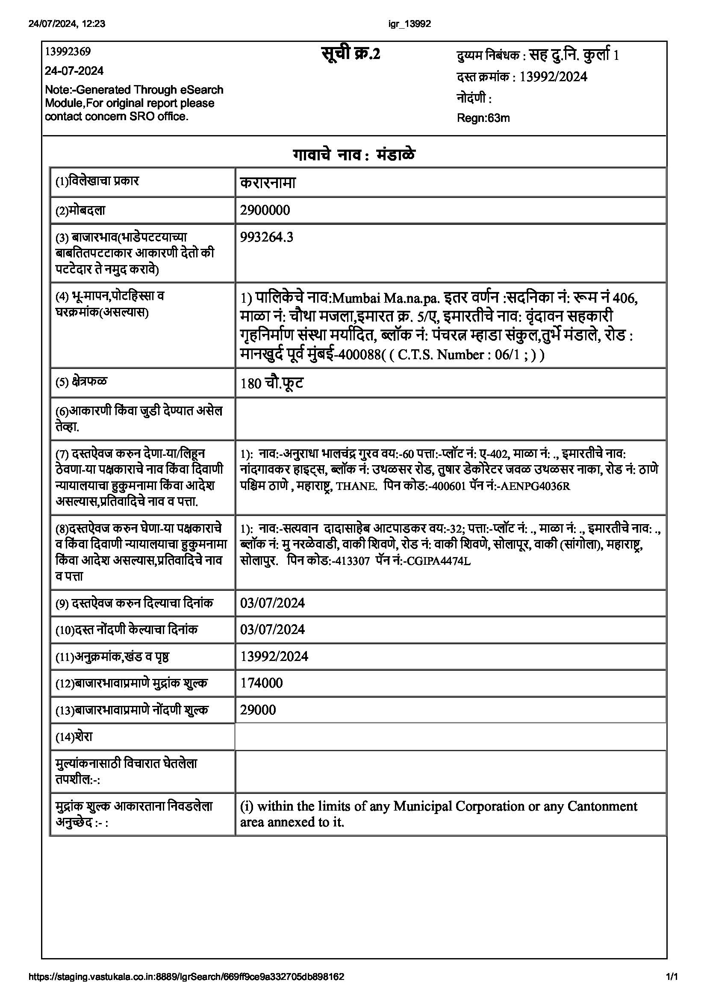 24/07/2024, 12:23
igr_13992
13992369
24-07-2024
Note:-Generated Through eSearch
Module,For original report please
contact concern SRO office.
सूची क्र.2
दुय्यम निबंधक : सह दु.नि. कुर्ला 1
दस्त क्रमांक : 13992/2024
नोदंणी :
Regn:63m
गावाचे नाव : मंडाळे
(1)विलेखाचा प्रकार
करारनामा
(2)मोबदला
2900000
(3) बाजारभाव(भाडेपटटयाच्या
बाबतितपटटाकार आकारणी देतो की
पटटेदार ते नमुद करावे)
993264.3
(4) भू-मापन,पोटहिस्सा व
घरक्रमांक(असल्यास)
1) पालिकेचे नाव:Mumbai Ma.na.pa. इतर वर्णन :सदनिका नं: रूम नं 406,
माळा नं: चौथा मजला,इमारत क्र. 5/ए, इमारतीचे नाव: वृंदावन सहकारी
गृहनिर्माण संस्था मर्यादित, ब्लॉक नं: पंचरत्न म्हाडा संकुल,तुर्भे मंडाले, रोड :
मानखुर्द पूर्व मुंबई-400088( ( C.T.S. Number : 06/1 ; ) )
(5) क्षेत्रफळ
180 चौ.फूट
(6)आकारणी किंवा जुडी देण्यात असेल
तेव्हा.
(7) दस्तऐवज करुन देणा-या/लिहून
ठेवणा-या पक्षकाराचे नाव किंवा दिवाणी
न्यायालयाचा हुकुमनामा किंवा आदेश
असल्यास,प्रतिवादिचे नाव व पत्ता.
1): नाव:-अनुराधा भालचंद्र गुरव वय:-60 पत्ता:-प्लॉट नं: ए-402, माळा नं: ., इमारतीचे नाव:
नांदगावकर हाइट्स, ब्लॉक नं: उथळसर रोड, तुषार डेकोरेटर जवळ उथळसर नाका, रोड नं: ठाणे
पश्चिम ठाणे , महाराष्ट्र, THANE. पिन कोड:-400601 पॅन नं:-AENPG4036R
(8)दस्तऐवज करुन घेणा-या पक्षकाराचे
व किंवा दिवाणी न्यायालयाचा हुकुमनामा
किंवा आदेश असल्यास,प्रतिवादिचे नाव
व पत्ता
1): नाव:-सत्यवान दादासाहेब आटपाडकर वय:-32; पत्ता:-प्लॉट नं: ., माळा नं: ., इमारतीचे नाव: .,
ब्लॉक नं: मु नरळेवाडी, वाकी शिवणे, रोड नं: वाकी शिवणे, सोलापूर, वाकी (सांगोला), महाराष्ट्र,
सोलापुर. पिन कोड:-413307 पॅन नं:-CGIPA4474L
(9) दस्तऐवज करुन दिल्याचा दिनांक
03/07/2024
(10)दस्त नोंदणी केल्याचा दिनांक
03/07/2024
(11)अनुक्रमांक,खंड व पृष्ठ
13992/2024
(12)बाजारभावाप्रमाणे मुद्रांक शुल्क
174000
(13)बाजारभावाप्रमाणे नोंदणी शुल्क
29000
(14)शेरा
मुल्यांकनासाठी विचारात घेतलेला
तपशील:-:
मुद्रांक शुल्क आकारताना निवडलेला
अनुच्छेद :- :
(i) within the limits of any Municipal Corporation or any Cantonment
area annexed to it.
https://staging.vastukala.co.in:8889/IgrSearch/669ff9ce9a332705db898162
1/1